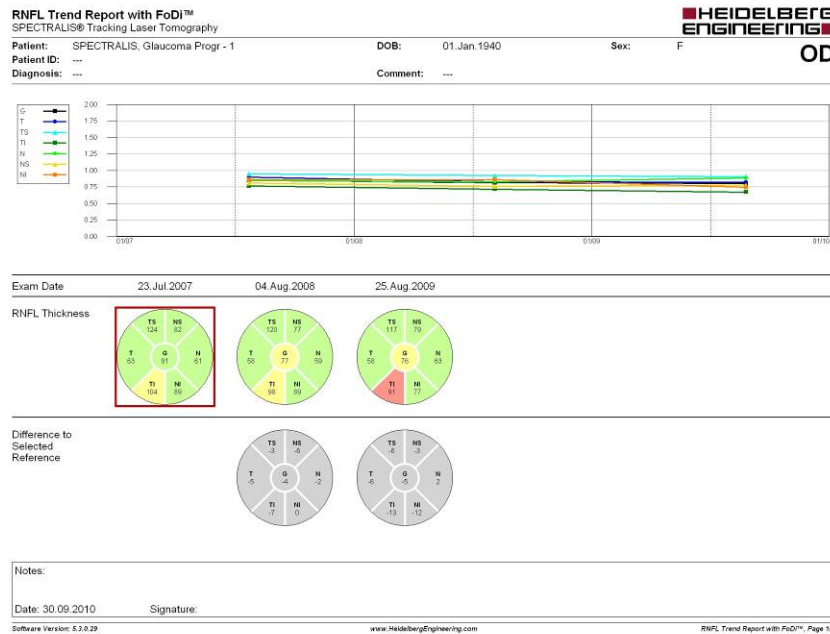 RNFL Trend Report with FoDi™
SPECTRALIS® Tracking Laser Tomography
HEIDELBERG
ENGINEERING
Patient: SPECTRALIS, Glaucoma Progr - 1 DOB: 01.Jan.1940 Sex: F
OD
Patient ID: ---
Diagnosis: --- Comment: ---
G
T
TS
TI
N
NS
NI
2.00
1.75
1.50
1.25
1.00
0.75
0.50
0.25
0.00
01/07 01/08 01/09 01/10
Exam Date 23.Jul.2007 04.Aug.2008 25.Aug.2009
RNFL Thickness
TS NS TS NS TS NS
124 82 120 77 117 79
T G N T G N T G N
63 81 61 58 77 59 58 76 63
TI NI TI NI TI NI
104 89 98 89 91 77
Difference to
Selected
Reference
TS NS TS NS
-3 -6 -6 -3
T G N T G N
-5 -4 -2 -6 -5 2
TI NI TI NI
-7 0 -13 -12
Notes:
Date: 30.09.2010 Signature:
Software Version: 5.3.0.29 www.HeidelbergEngineering.com RNFL Trend Report with FoDi™, Page 1